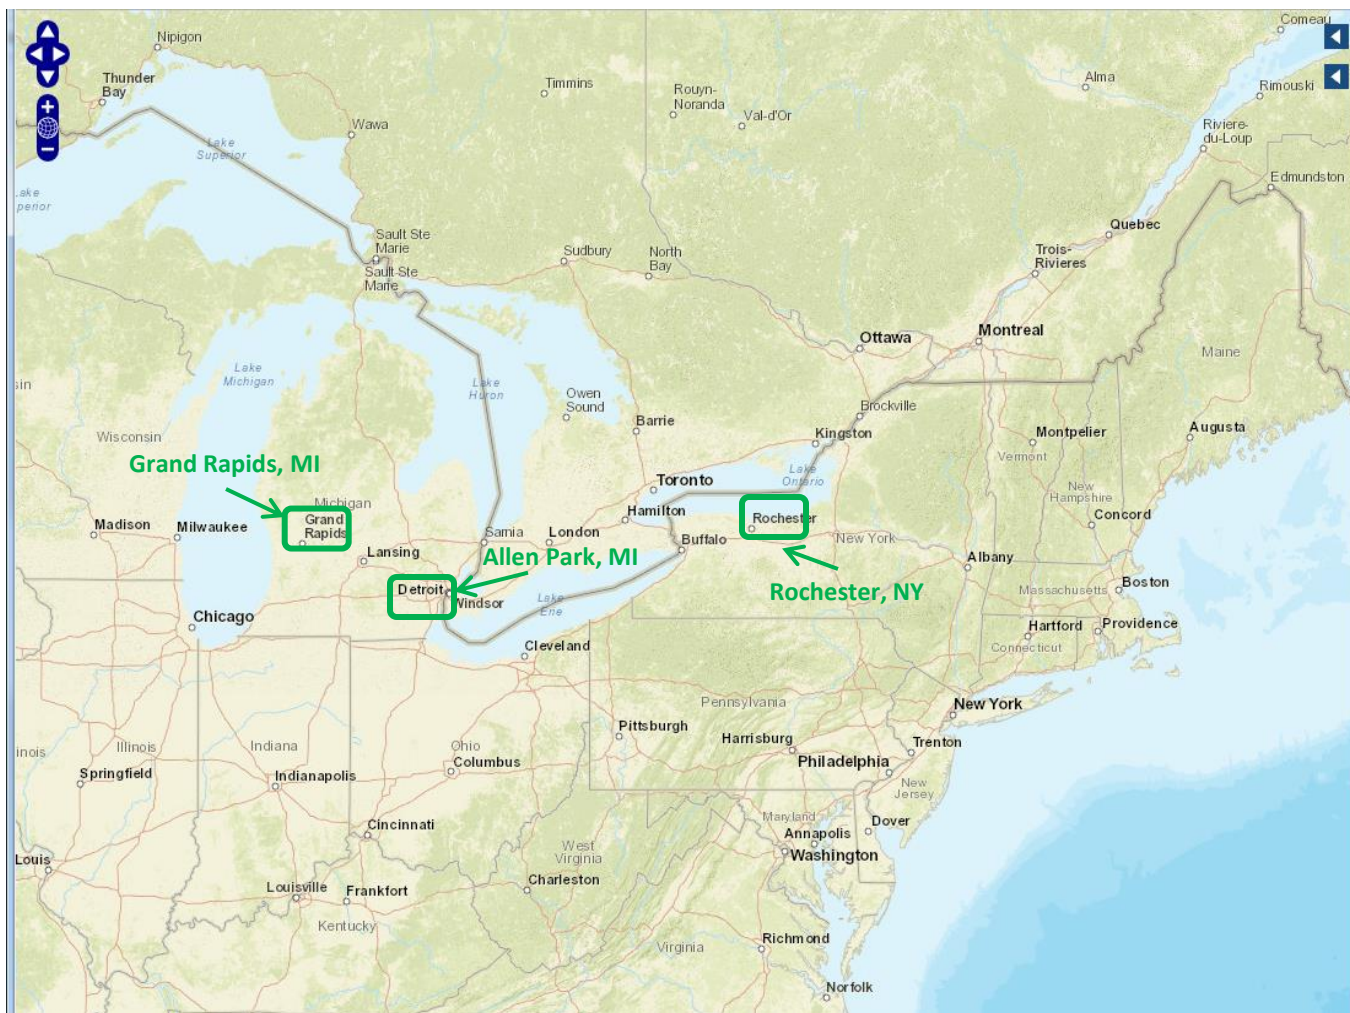 Comeau
Nipigon
Thunder
Bay
Timmins
Rouyn-
Noranda
Val-d'Or
Alma
Rimouski
Wawa
Riviere-
du-Loup
Lake
Superior
Edmundston
ake
perior
Sault Ste
Marie
Sault Ste
Marie
Sudbury
North
Bay
Quebec
Trois-
Rivieres
Ottawa
Montreal
Maine
Lake
Michigan
Lake
Huron
sin
Owen
Sound
Brockville
Barrie
Kingston
Montpelier
Augusta
Wisconsin
Vermont
Grand Rapids, MI
Toronto
Lake
Ontario
New
Hampshire
Michigan
Grand
Rapids
Madison
Milwaukee
Hamilton
Rochester
Concord
Sarnia
London
Buffalo
New York
Lansing
Allen Park, MI
Albany
Detroit
Windsor
Lake
Erie
Rochester, NY
Massachusetts
Boston
Chicago
Hartford
Providence
Connecticut
Cleveland
Pennsylvania
New York
Pittsburgh
Harrisburg
Trenton
inois
Illinois
Indiana
Ohio
Columbus
Philadelphia
Springfield
Indianapolis
New
Jersey
Maryland
Dover
Cincinnati
Annapolis
Louis
West
Virginia
Washington
Louisville
Frankfort
Charleston
Kentucky
Virginia
Richmond
Norfolk